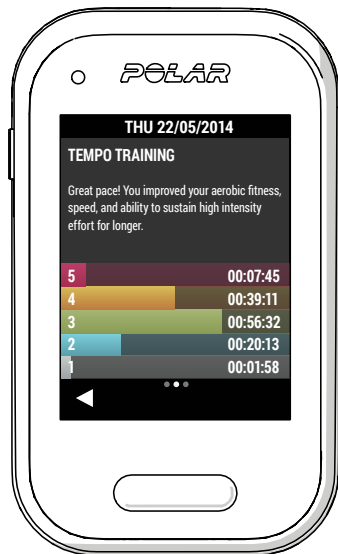 POLAR
THU 22/05/2014
TEMPO TRAINING
Great pace! You improved your aerobic fitness,
speed, and ability to sustain high intensity
effort for longer.
5 00:07:45
4 00:39:11
3 00:56:32
2 00:20:13
1 00:01:58